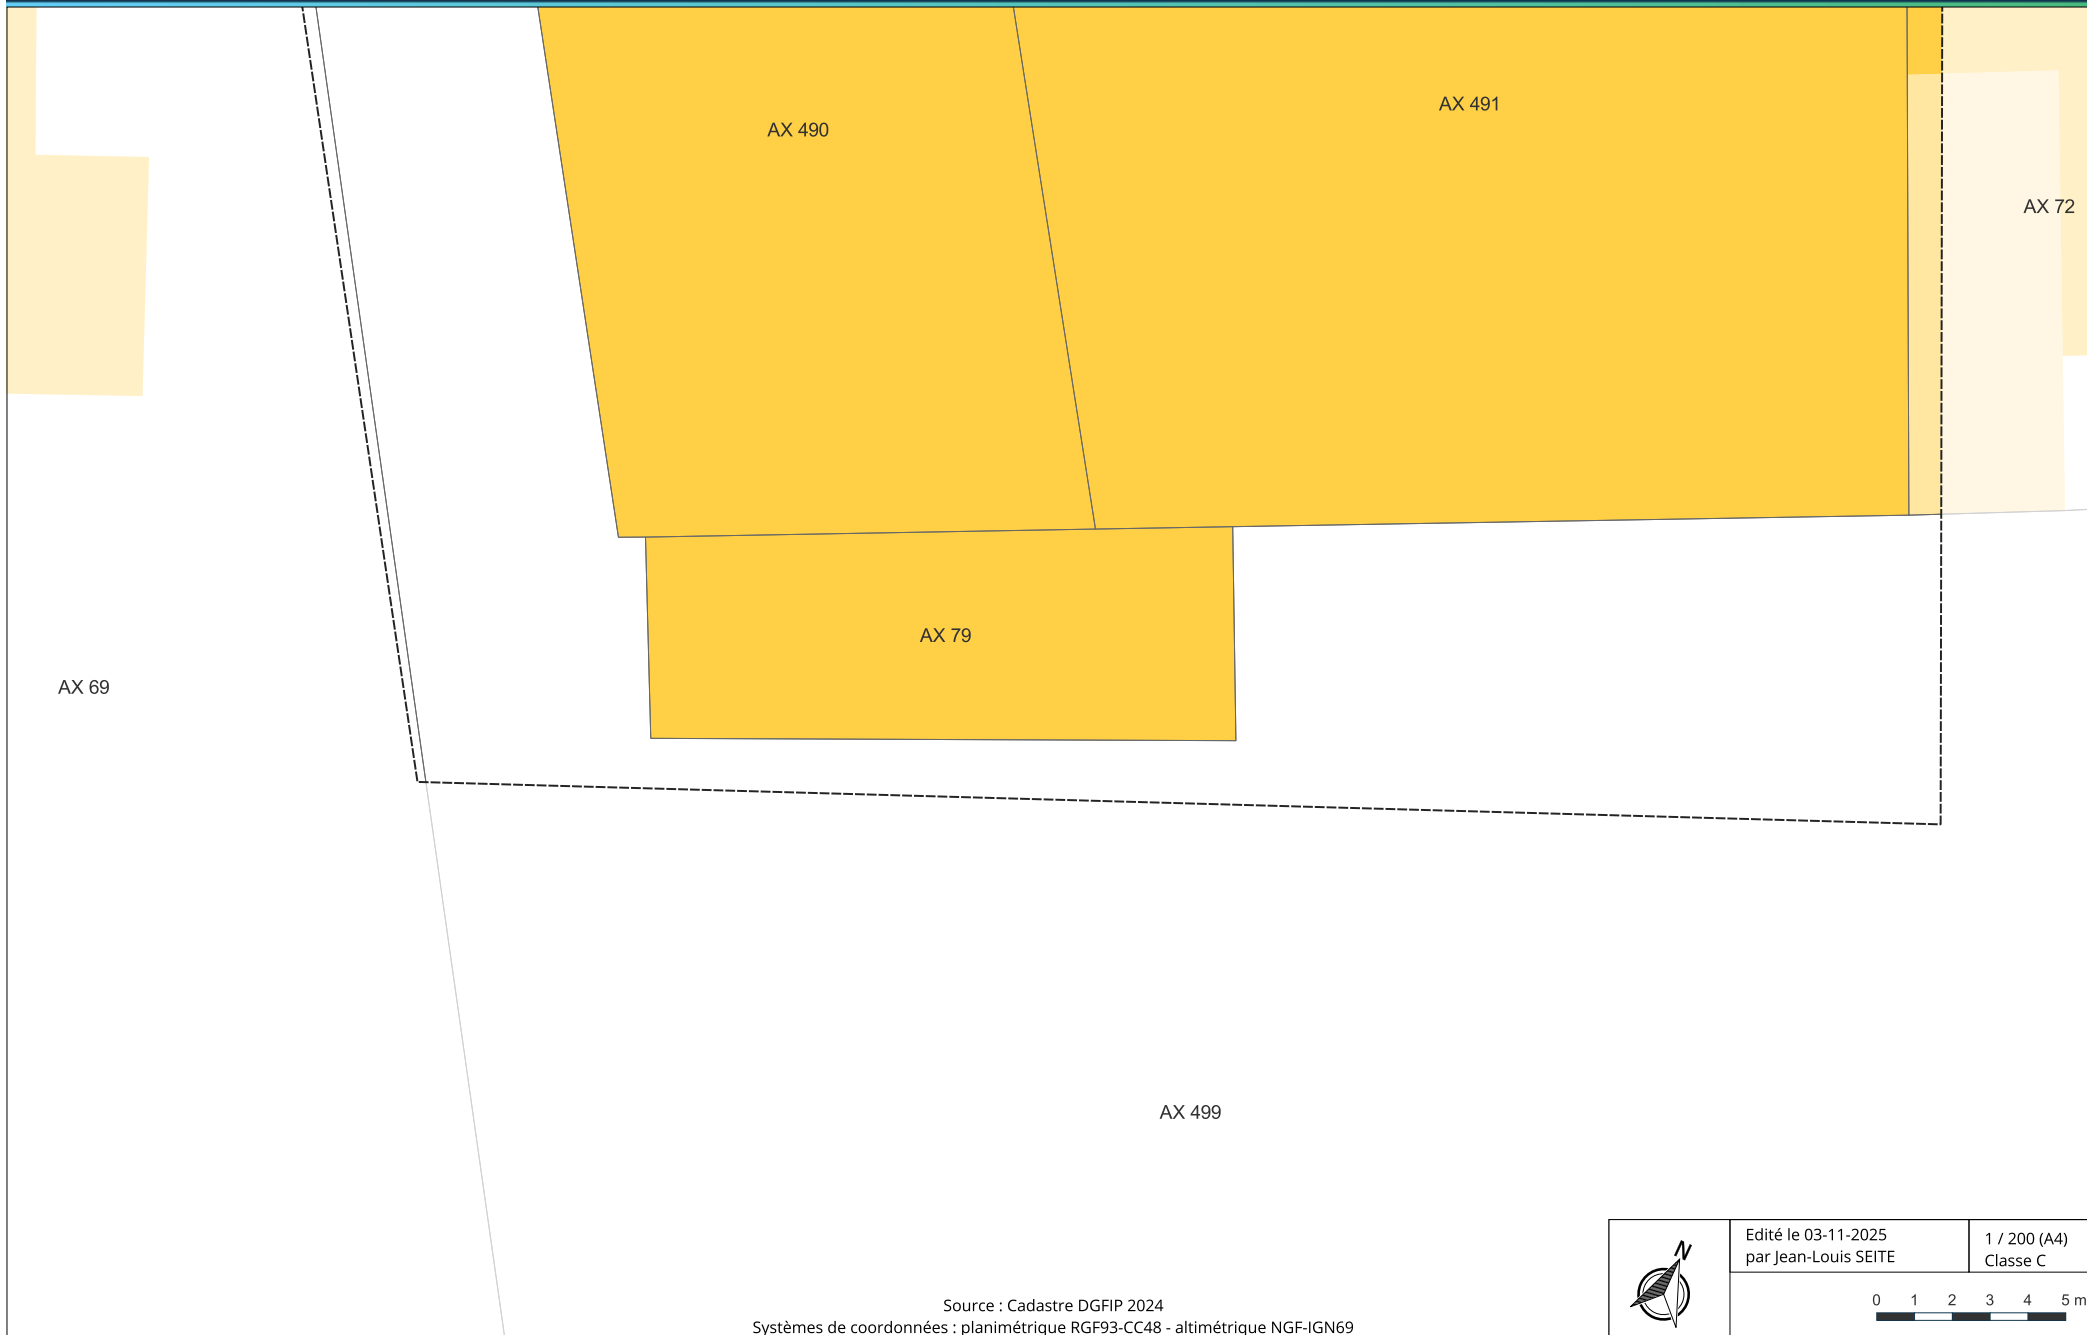 AX 491
AX 490
AX 72
AX 79
AX 69
AX 499
N
Edité le 03-11-2025
par Jean-Louis SEITE
1 / 200 (A4)
Classe C
0 1 2 3 4 5 m
Source : Cadastre DGFIP 2024
Systèmes de coordonnées : planimétrique RGF93-CC48 - altimétrique NGF-IGN69